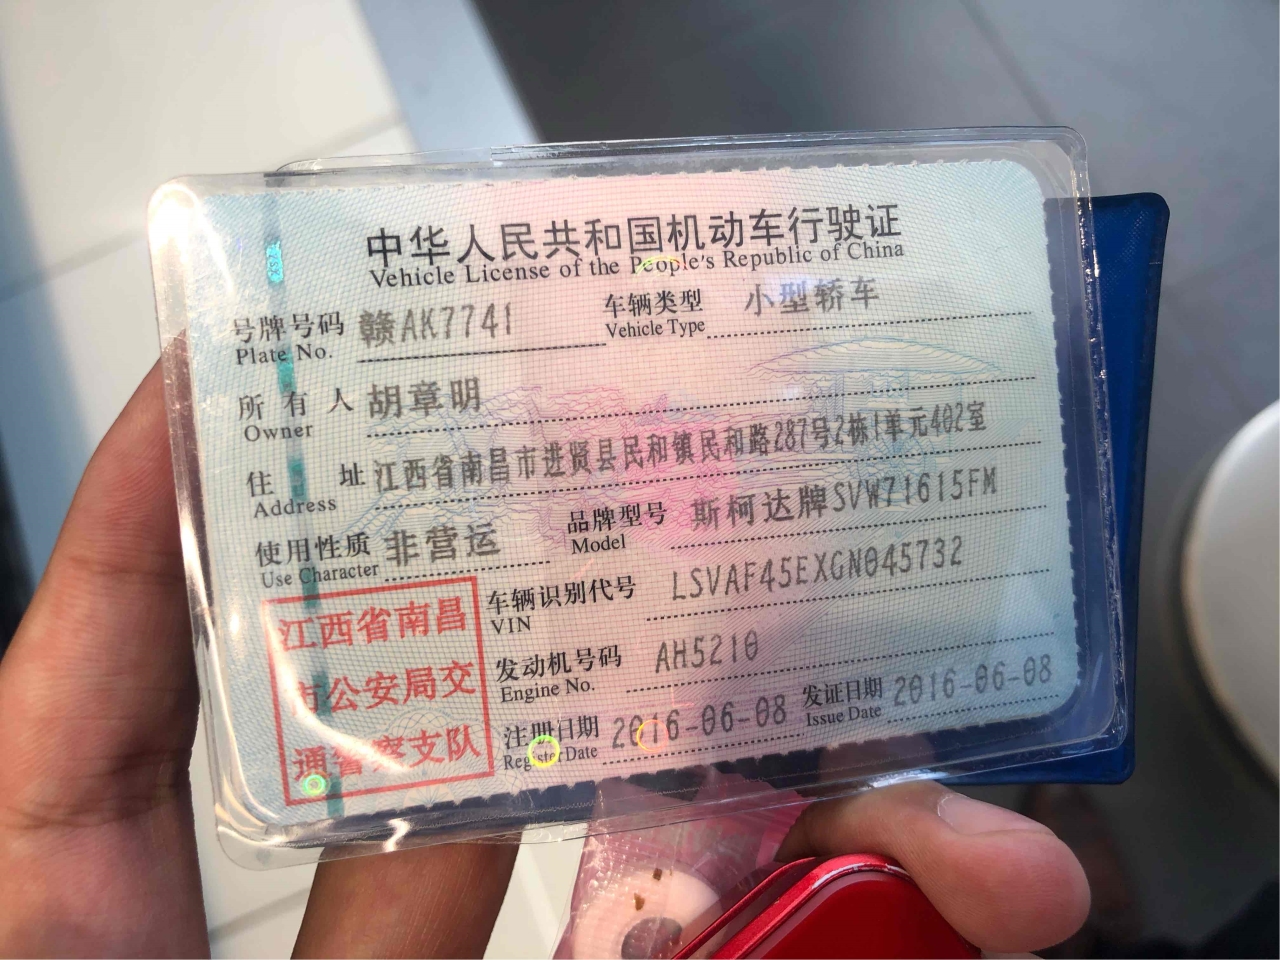 中华人民共和国机动车行驶证
Vehicle License of the People's Republic of China
号牌号码 赣AK7741 车辆类型 小型轿车
Plate No. Vehicle Type
所有人 胡章明
Owner
住址 江西省南昌市进贤县民和镇民和路287号2栋1单元402室
Address
使用性质 非营运 品牌型号 斯柯达牌SVW71615FM
Use Character Model
江西省南昌
市公安局交
通警察支队
车辆识别代号 LSVAF45EXGN045732
VIN
发动机号码 AH5210
Engine No.
注册日期 2016-06-08 发证日期 2016-06-08
Register Date Issue Date